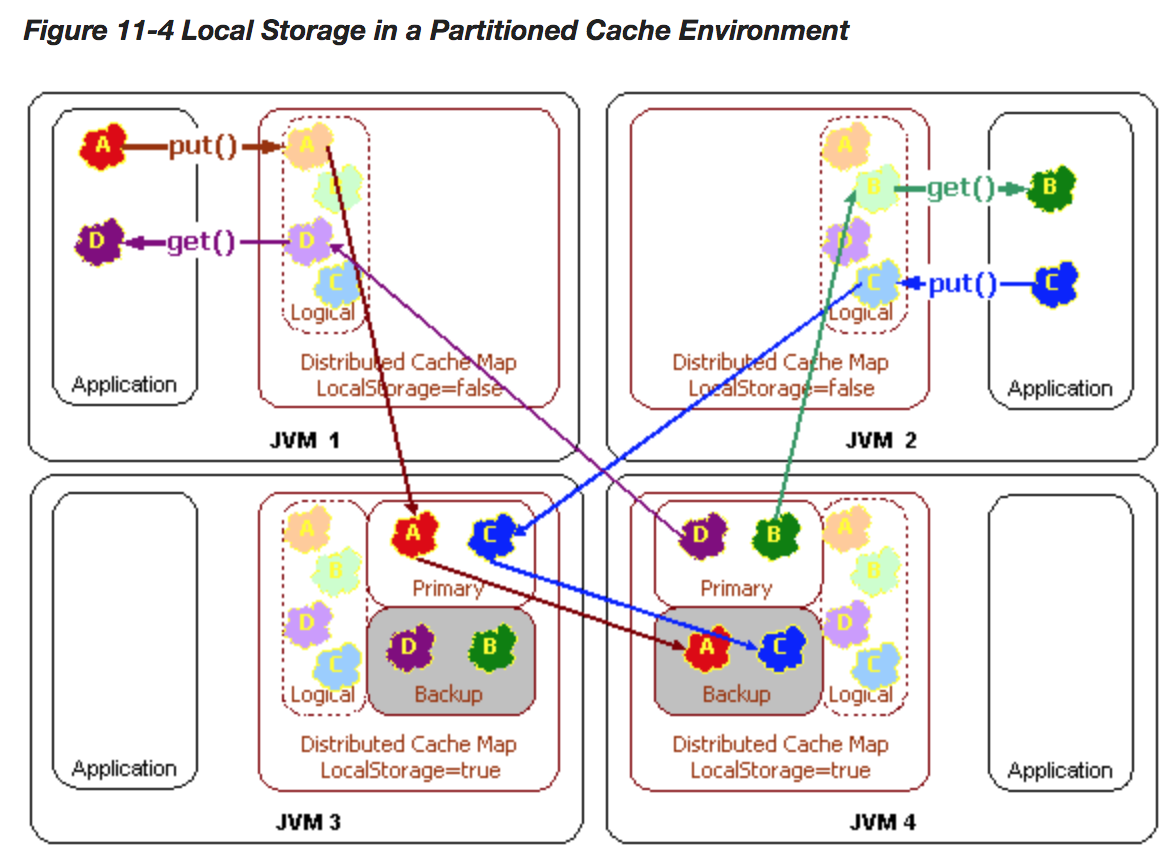 Figure 11-4 Local Storage in a Partitioned Cache Environment
A
put()
A
B
D
get()
D
C
Logical
Distributed Cache Map
LocalStorage=false
Application
JVM 1
A
B
get()
B
D
C
put()
C
Logical
Distributed Cache Map
LocalStorage=false
Application
JVM 2
A
B
D
C
Logical
A
C
Primary
D
B
Backup
Distributed Cache Map
LocalStorage=true
Application
JVM 3
D
B
Primary
A
C
Backup
A
B
D
C
Logical
Distributed Cache Map
LocalStorage=true
Application
JVM 4